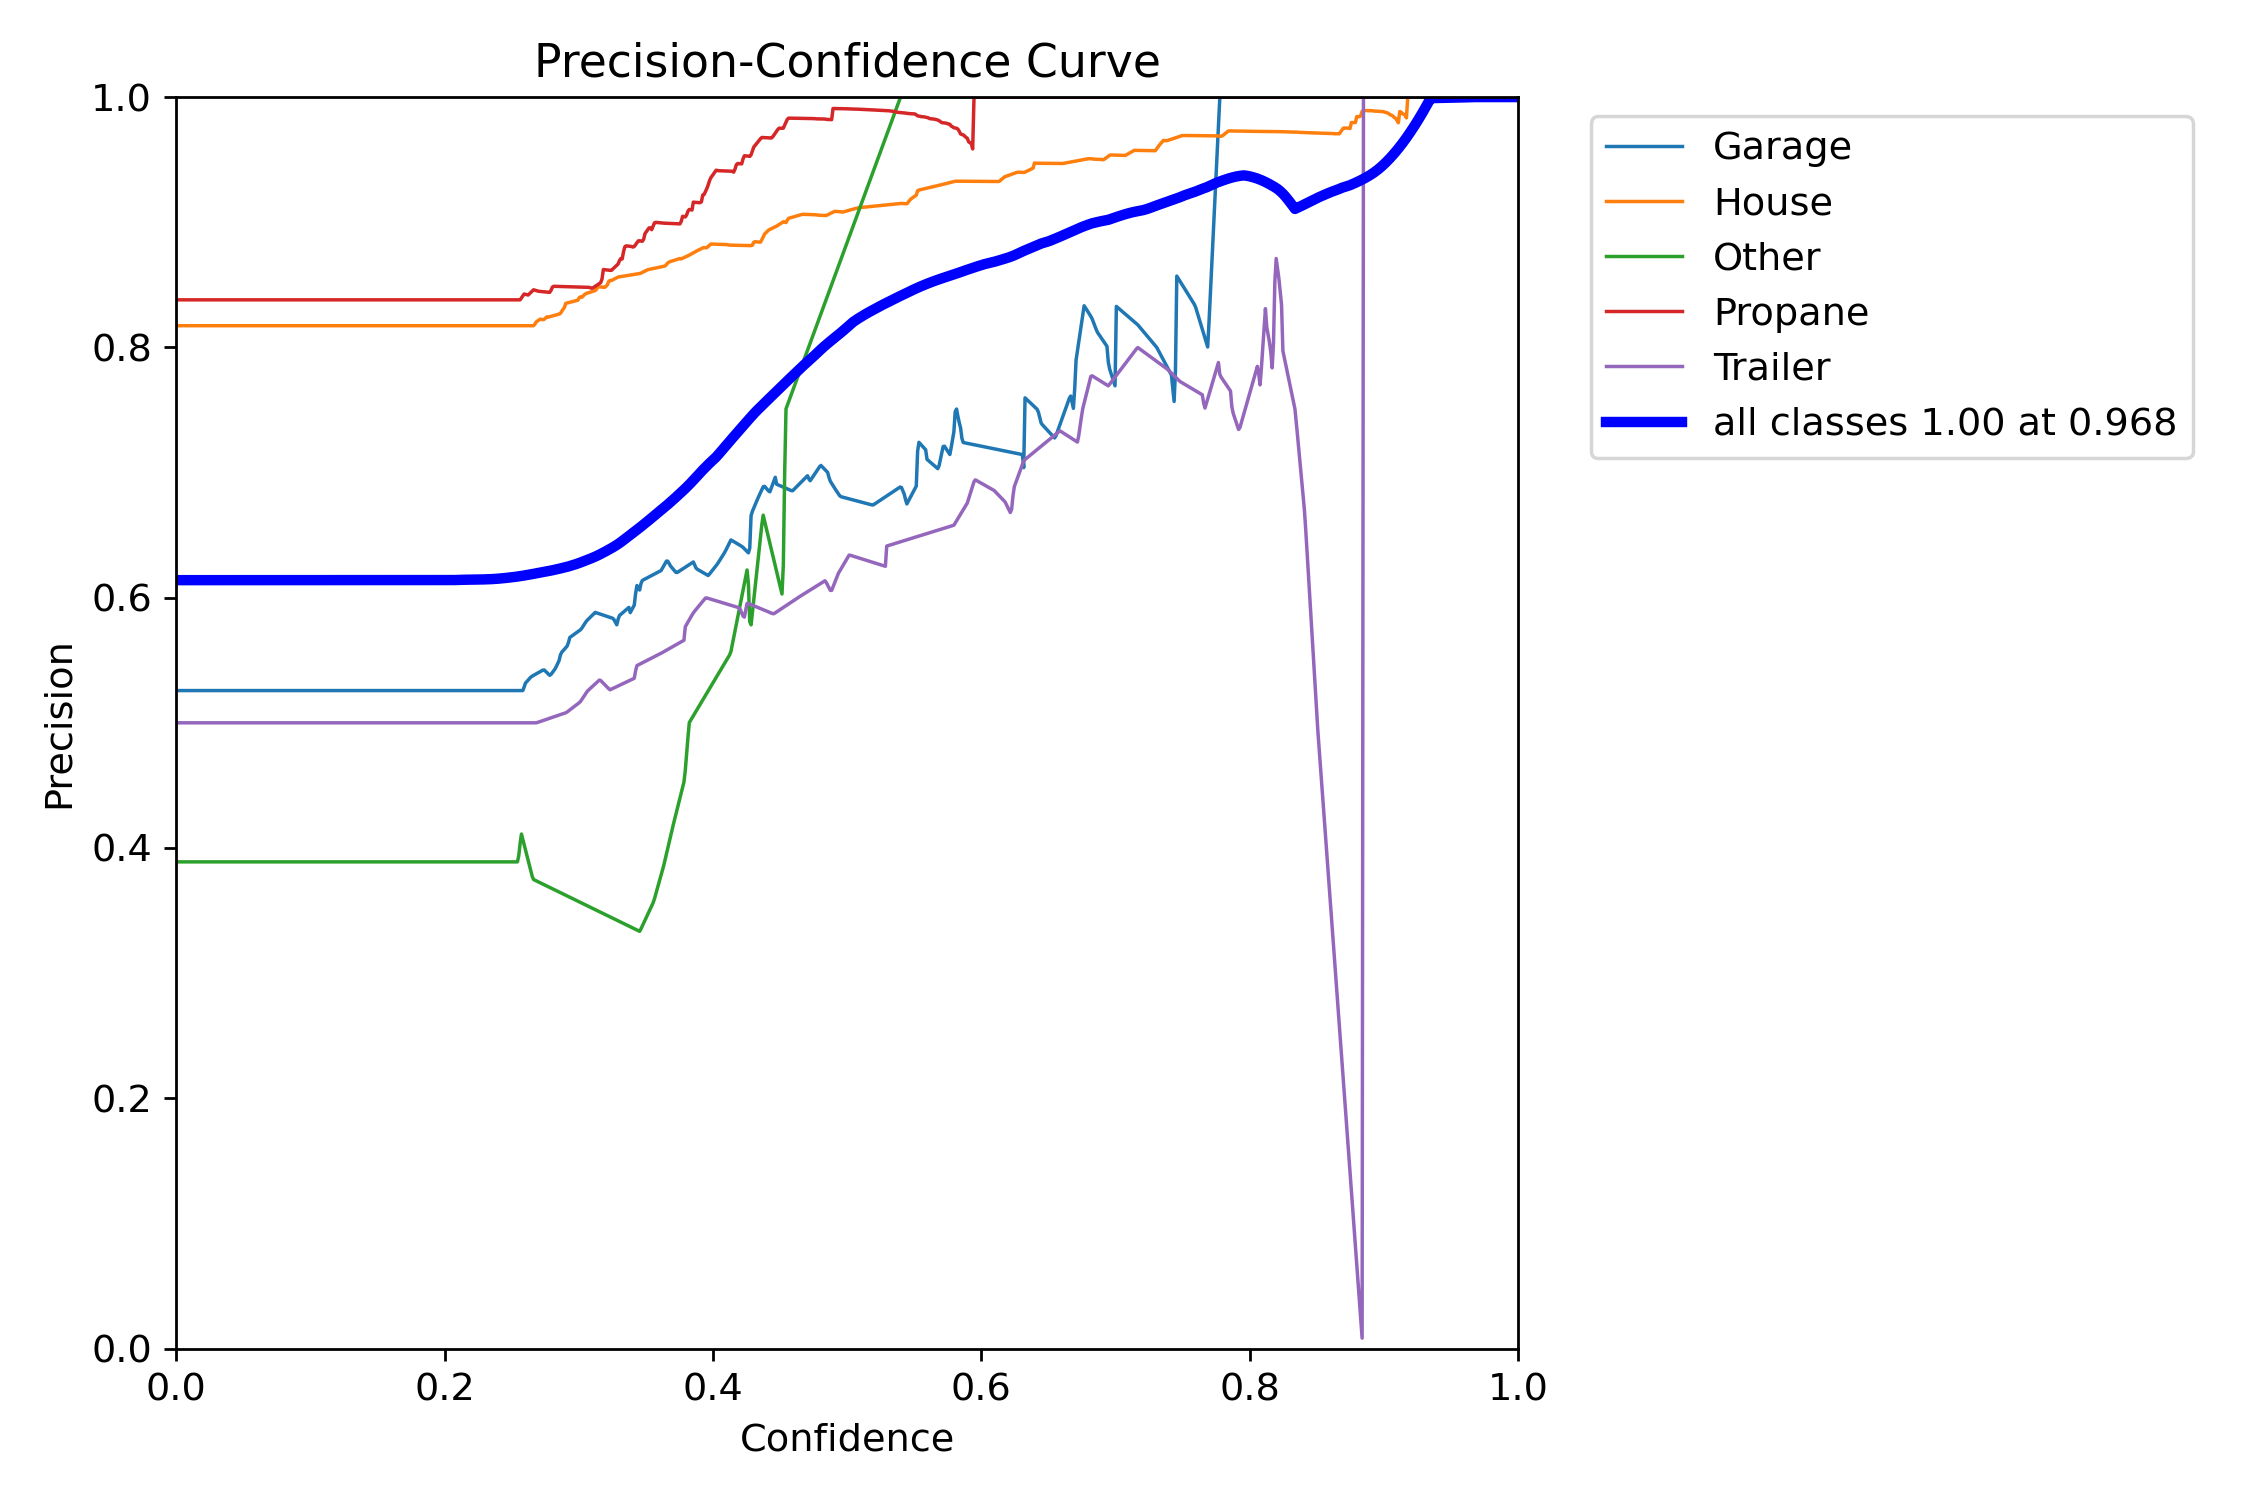 Precision-Confidence Curve
1.0
0.8
0.6
0.4
0.2
0.0
Precision
0.0 0.2 0.4 0.6 0.8 1.0
Confidence
Garage
House
Other
Propane
Trailer
all classes 1.00 at 0.968